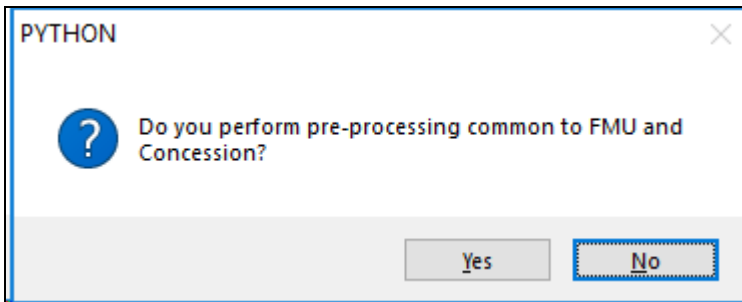 PYTHON
Do you perform pre-processing common to FMU and
Concession?
Yes
No